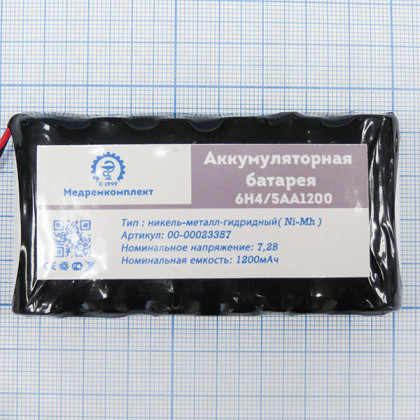 С 1999
Медремкомплект
Аккумуляторная
батарея
6H4/5AA1200
Тип : никель-металл-гидридный( Ni-Mh )
Артикул: 00-00023387
Номинальное напряжение: 7,2В
Номинальная емкость: 1200мАч